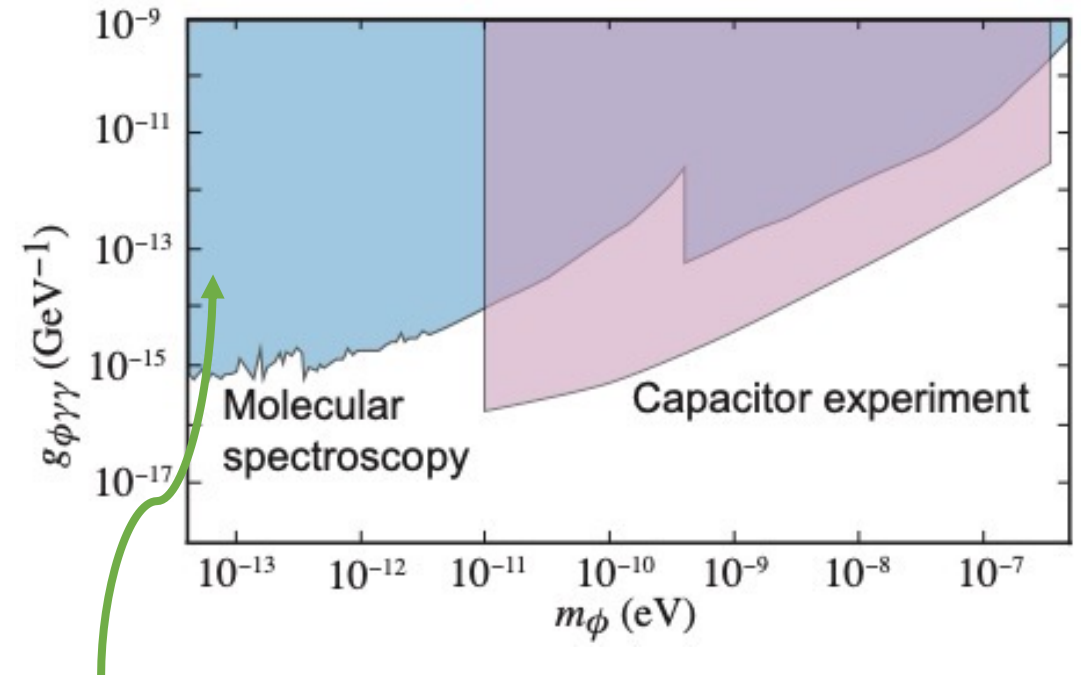 10⁻⁹
10⁻¹¹
10⁻¹³
10⁻¹⁵
10⁻¹⁷
g_ϕγγ (GeV⁻¹)
Molecular
spectroscopy
Capacitor experiment
10⁻¹³ 10⁻¹² 10⁻¹¹ 10⁻¹⁰ 10⁻⁹ 10⁻⁸ 10⁻⁷
m_ϕ (eV)